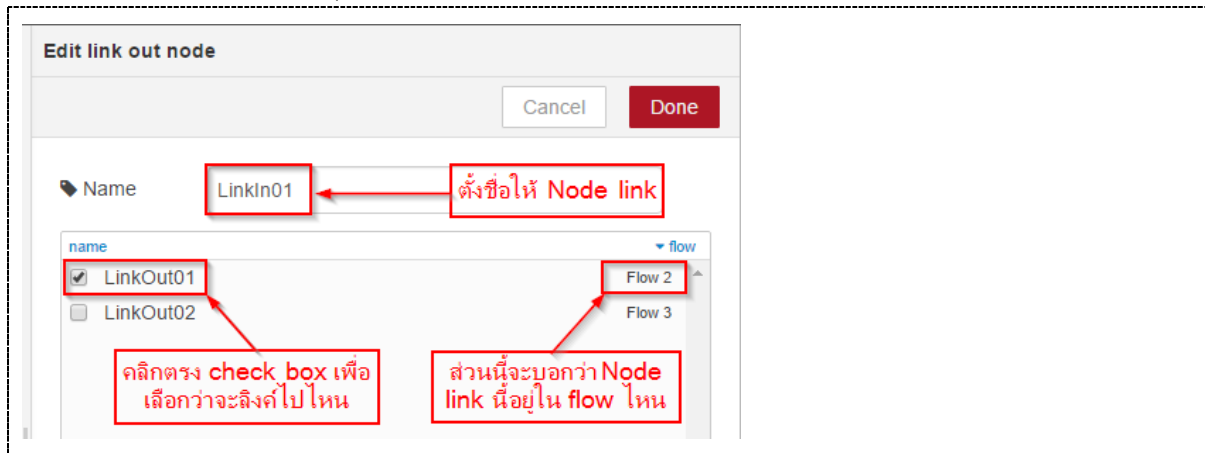 Edit link out node
Cancel Done
Name LinkIn01 ตั้งชื่อให้ Node link
name flow
LinkOut01 Flow 2
LinkOut02 Flow 3
คลิกตรง check box เพื่อ
เลือกว่าจะลิงค์ไปไหน
ส่วนนี้จะบอกว่า Node
link นี้อยู่ใน flow ไหน